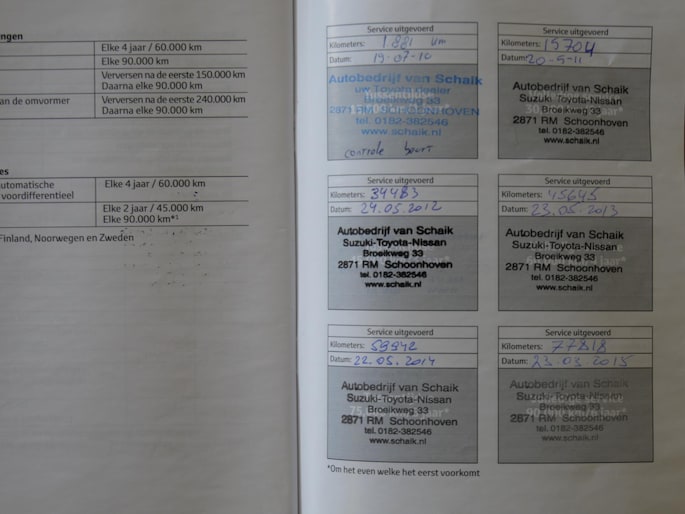 ngen
Elke 4 jaar / 60.000 km
Elke 90.000 km
Verversen na de eerste 150.000 km
Daarna elke 90.000 km
an de omvormer
Verversen na de eerste 240.000 km
Daarna elke 90.000 km
es
utomatische
voordifferentieel
Elke 4 jaar / 60.000 km
Elke 2 jaar / 45.000 km
Elke 90.000 km*¹
Finland, Noorwegen en Zweden
Service uitgevoerd
Kilometers: 1.881 km
Datum: 19-07-10
Autobedrijf van Schaik
uw Toyota dealer
Broeikweg 33
2871 RM SCHOONHOVEN
tel. 0182-382546
www.schaik.nl
controle beurt
Service uitgevoerd
Kilometers: 15704
Datum: 20-9-11
Autobedrijf van Schaik
Suzuki-Toyota-Nissan
Broeikweg 33
2871 RM Schoonhoven
tel. 0182-382546
www.schaik.nl
Service uitgevoerd
Kilometers: 34483
Datum: 24.05.2012
Autobedrijf van Schaik
Suzuki-Toyota-Nissan
Broeikweg 33
2871 RM Schoonhoven
tel. 0182-382546
www.schaik.nl
Service uitgevoerd
Kilometers: 45645
Datum: 23.05.2013
Autobedrijf van Schaik
Suzuki-Toyota-Nissan
Broeikweg 33
2871 RM Schoonhoven
tel. 0182-382546
www.schaik.nl
Service uitgevoerd
Kilometers: 59942
Datum: 22.05.2014
Autobedrijf van Schaik
Suzuki-Toyota-Nissan
Broeikweg 33
2871 RM Schoonhoven
tel. 0182-382546
www.schaik.nl
Service uitgevoerd
Kilometers: 77818
Datum: 23.03.2015
Autobedrijf van Schaik
Suzuki-Toyota-Nissan
Broeikweg 33
2871 RM Schoonhoven
tel. 0182-382546
www.schaik.nl
*Om het even welke het eerst voorkomt